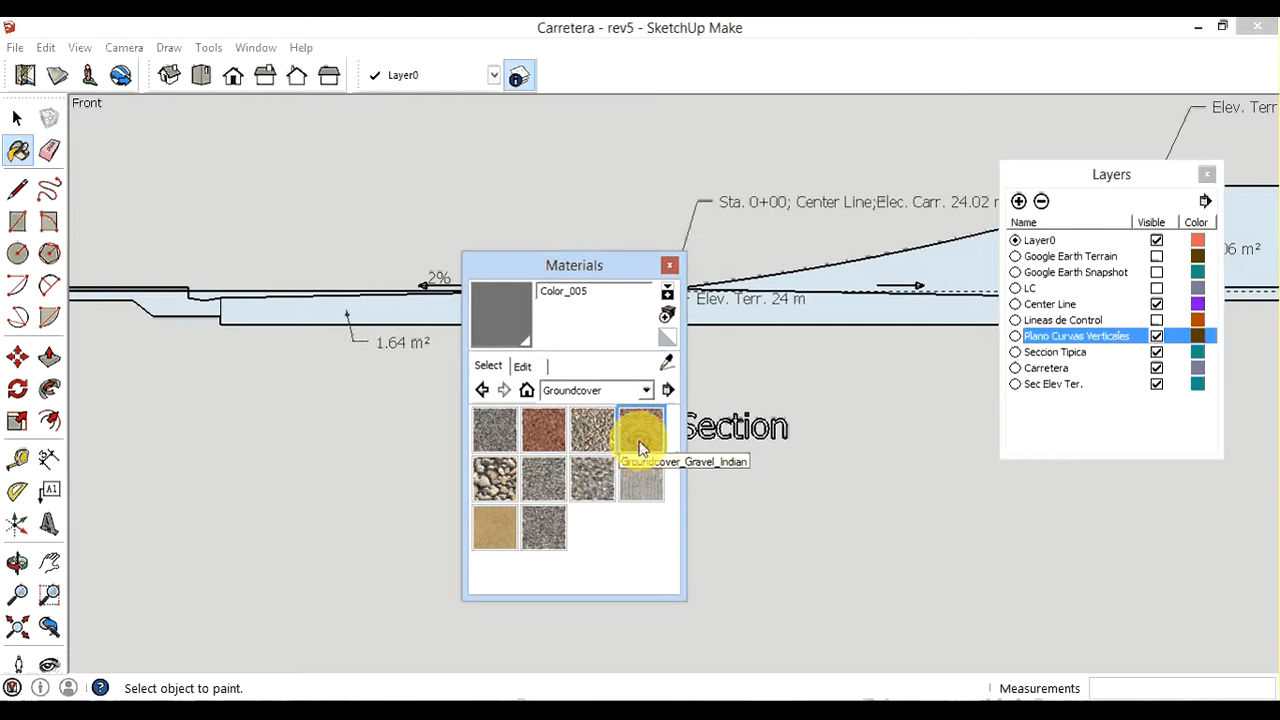 Carretera - rev5 - SketchUp Make
File Edit View Camera Draw Tools Window Help
Layer0
Front
Elev. Terr
Sta. 0+00; Center Line;Elec. Carr. 24.02
2%
Elev. Terr. 24 m
1.64 m²
06 m²
Section
Materials
Color_005
Select Edit
Groundcover
Groundcover_Gravel_Indian
Layers
Name Visible Color
Layer0
Google Earth Terrain
Google Earth Snapshot
LC
Center Line
Lineas de Control
Plano Curvas Verticales
Seccion Tipica
Carretera
Sec Elev Ter.
A1
Select object to paint.
Measurements